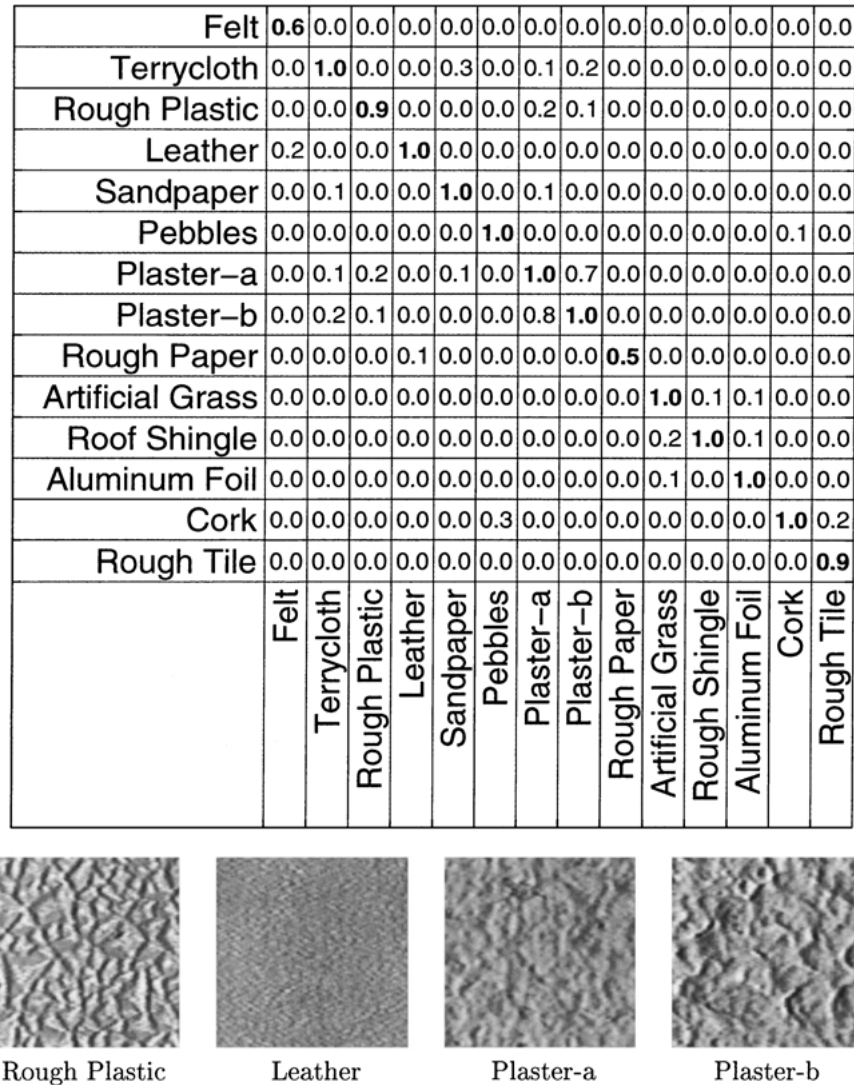 Felt 0.6 0.0 0.0 0.0 0.0 0.0 0.0 0.0 0.0 0.0 0.0 0.0 0.0 0.0
Terrycloth 0.0 1.0 0.0 0.0 0.3 0.0 0.1 0.2 0.0 0.0 0.0 0.0 0.0 0.0
Rough Plastic 0.0 0.0 0.9 0.0 0.0 0.0 0.2 0.1 0.0 0.0 0.0 0.0 0.0 0.0
Leather 0.2 0.0 0.0 1.0 0.0 0.0 0.0 0.0 0.0 0.0 0.0 0.0 0.0 0.0
Sandpaper 0.0 0.1 0.0 0.0 1.0 0.0 0.1 0.0 0.0 0.0 0.0 0.0 0.0 0.0
Pebbles 0.0 0.0 0.0 0.0 0.0 1.0 0.0 0.0 0.0 0.0 0.0 0.0 0.1 0.0
Plaster–a 0.0 0.1 0.2 0.0 0.1 0.0 1.0 0.7 0.0 0.0 0.0 0.0 0.0 0.0
Plaster–b 0.0 0.2 0.1 0.0 0.0 0.0 0.8 1.0 0.0 0.0 0.0 0.0 0.0 0.0
Rough Paper 0.0 0.0 0.0 0.1 0.0 0.0 0.0 0.0 0.5 0.0 0.0 0.0 0.0 0.0
Artificial Grass 0.0 0.0 0.0 0.0 0.0 0.0 0.0 0.0 0.0 1.0 0.1 0.1 0.0 0.0
Roof Shingle 0.0 0.0 0.0 0.0 0.0 0.0 0.0 0.0 0.0 0.2 1.0 0.1 0.0 0.0
Aluminum Foil 0.0 0.0 0.0 0.0 0.0 0.0 0.0 0.0 0.0 0.1 0.0 1.0 0.0 0.0
Cork 0.0 0.0 0.0 0.0 0.0 0.3 0.0 0.0 0.0 0.0 0.0 0.0 1.0 0.2
Rough Tile 0.0 0.0 0.0 0.0 0.0 0.0 0.0 0.0 0.0 0.0 0.0 0.0 0.0 0.9
Felt
Terrycloth
Rough Plastic
Leather
Sandpaper
Pebbles
Plaster–a
Plaster–b
Rough Paper
Artificial Grass
Rough Shingle
Aluminum Foil
Cork
Rough Tile
Rough Plastic
Leather
Plaster-a
Plaster-b